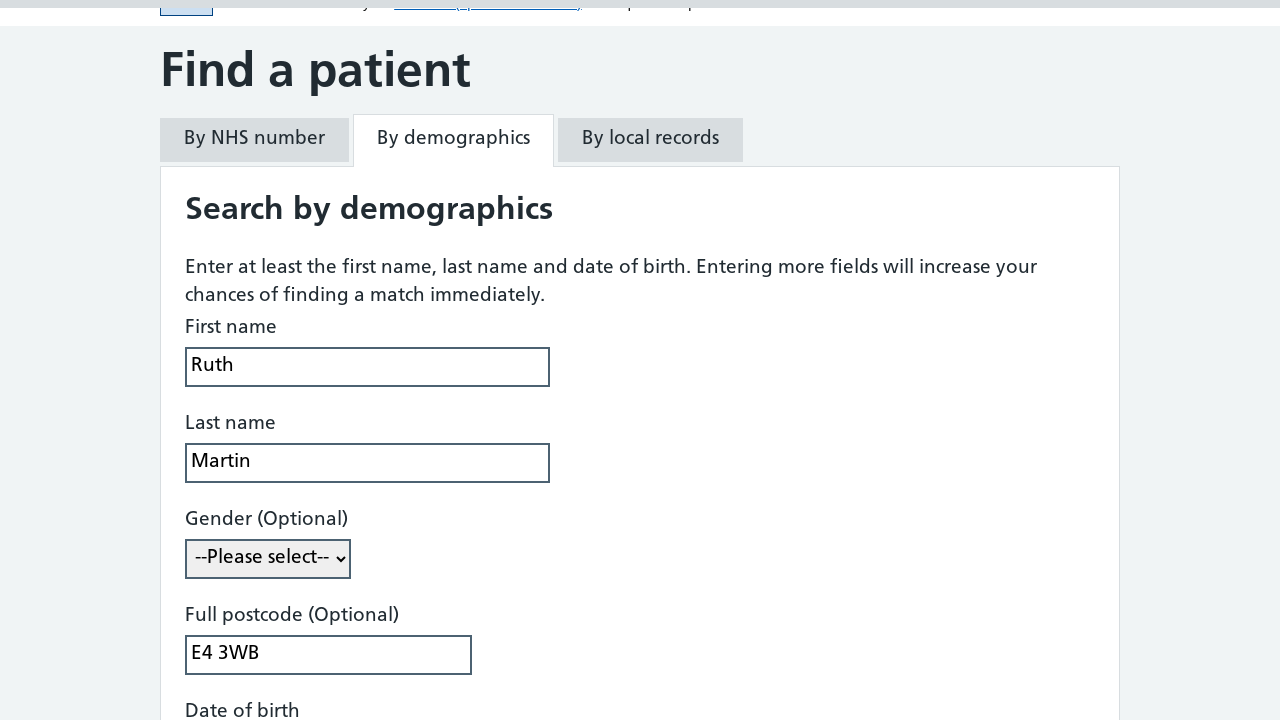 Find a patient
By NHS number
By demographics
By local records
Search by demographics
Enter at least the first name, last name and date of birth. Entering more fields will increase your
chances of finding a match immediately.
First name
Ruth
Last name
Martin
Gender (Optional)
--Please select--
Full postcode (Optional)
E4 3WB
Date of birth